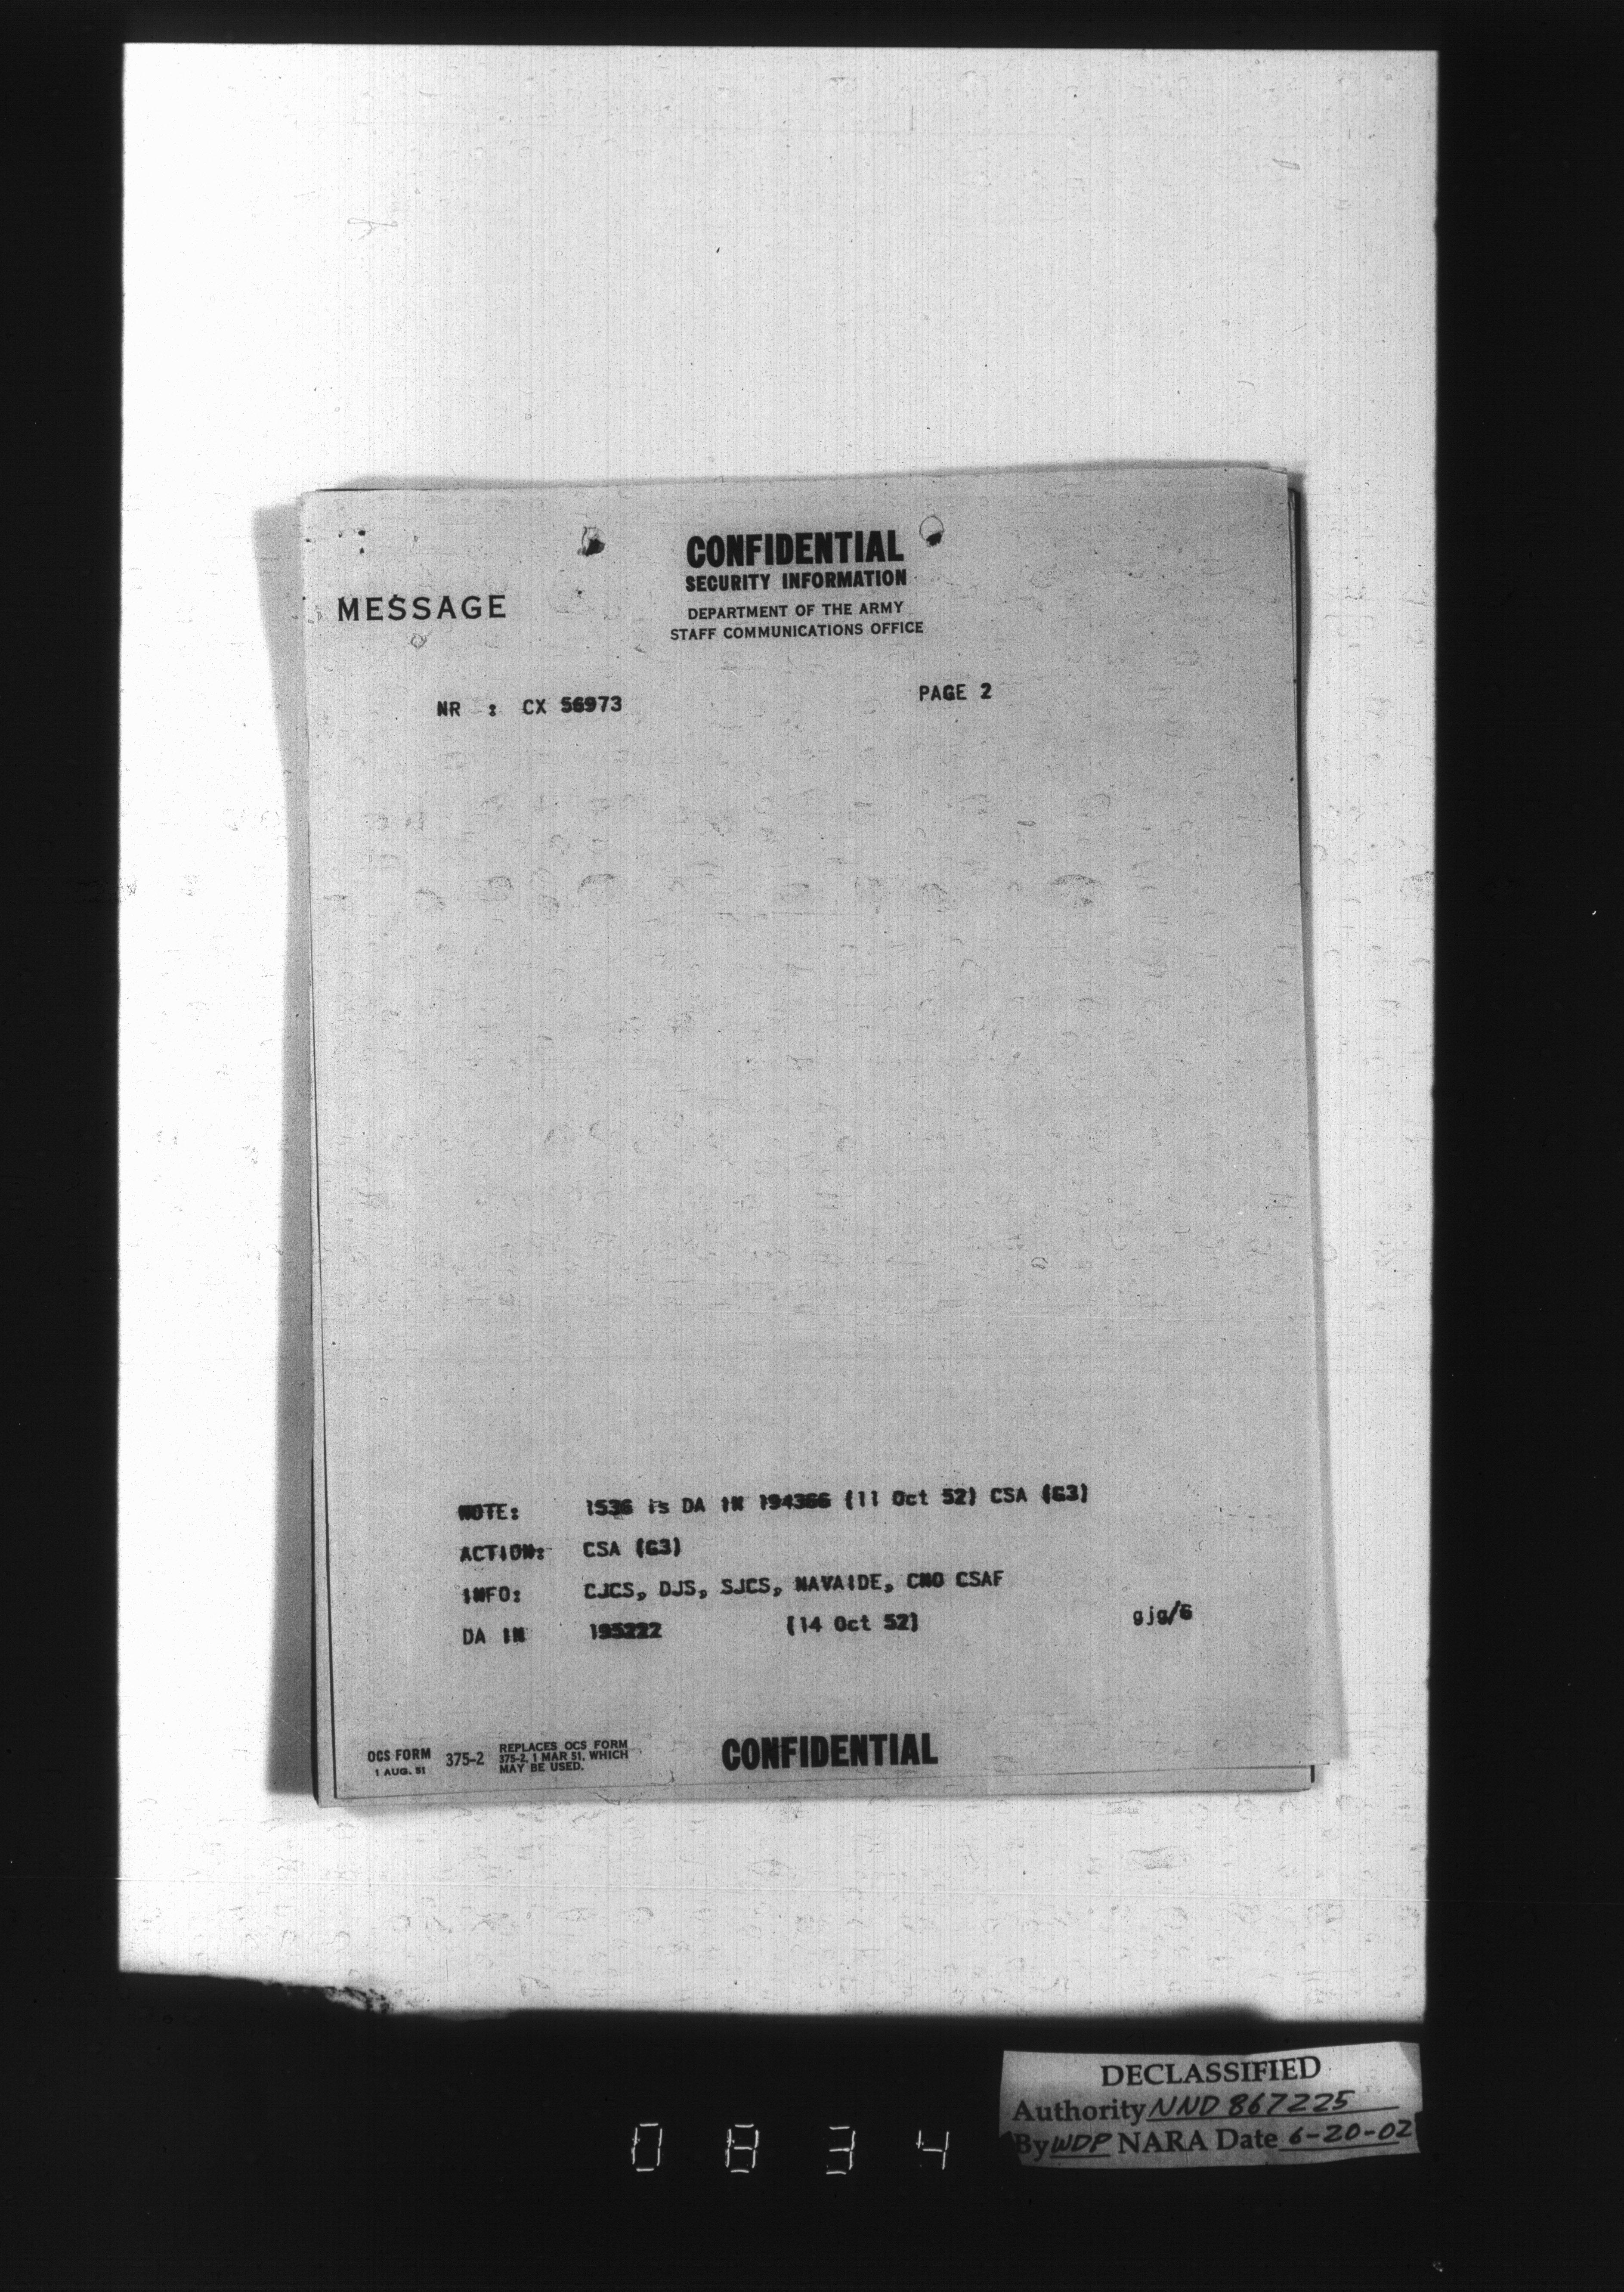 CONFIDENTIAL
SECURITY INFORMATION
MESSAGE
DEPARTMENT OF THE ARMY
STAFF COMMUNICATIONS OFFICE
NR : CX 56973 PAGE 2
NOTE: 1536 is DA IN 194366 (11 Oct 52) CSA (G3)
ACTION: CSA (G3)
INFO: CJCS, DJS, SJCS, NAVAIDE, CNO CSAF
DA IN 195222 (14 Oct 52) gjg/6
OCS FORM 375-2 REPLACES OCS FORM
1 AUG. 51 375-2, 1 MAR 51, WHICH
MAY BE USED.
CONFIDENTIAL
DECLASSIFIED
Authority NND 867225
By WDP NARA Date 6-20-02
0834